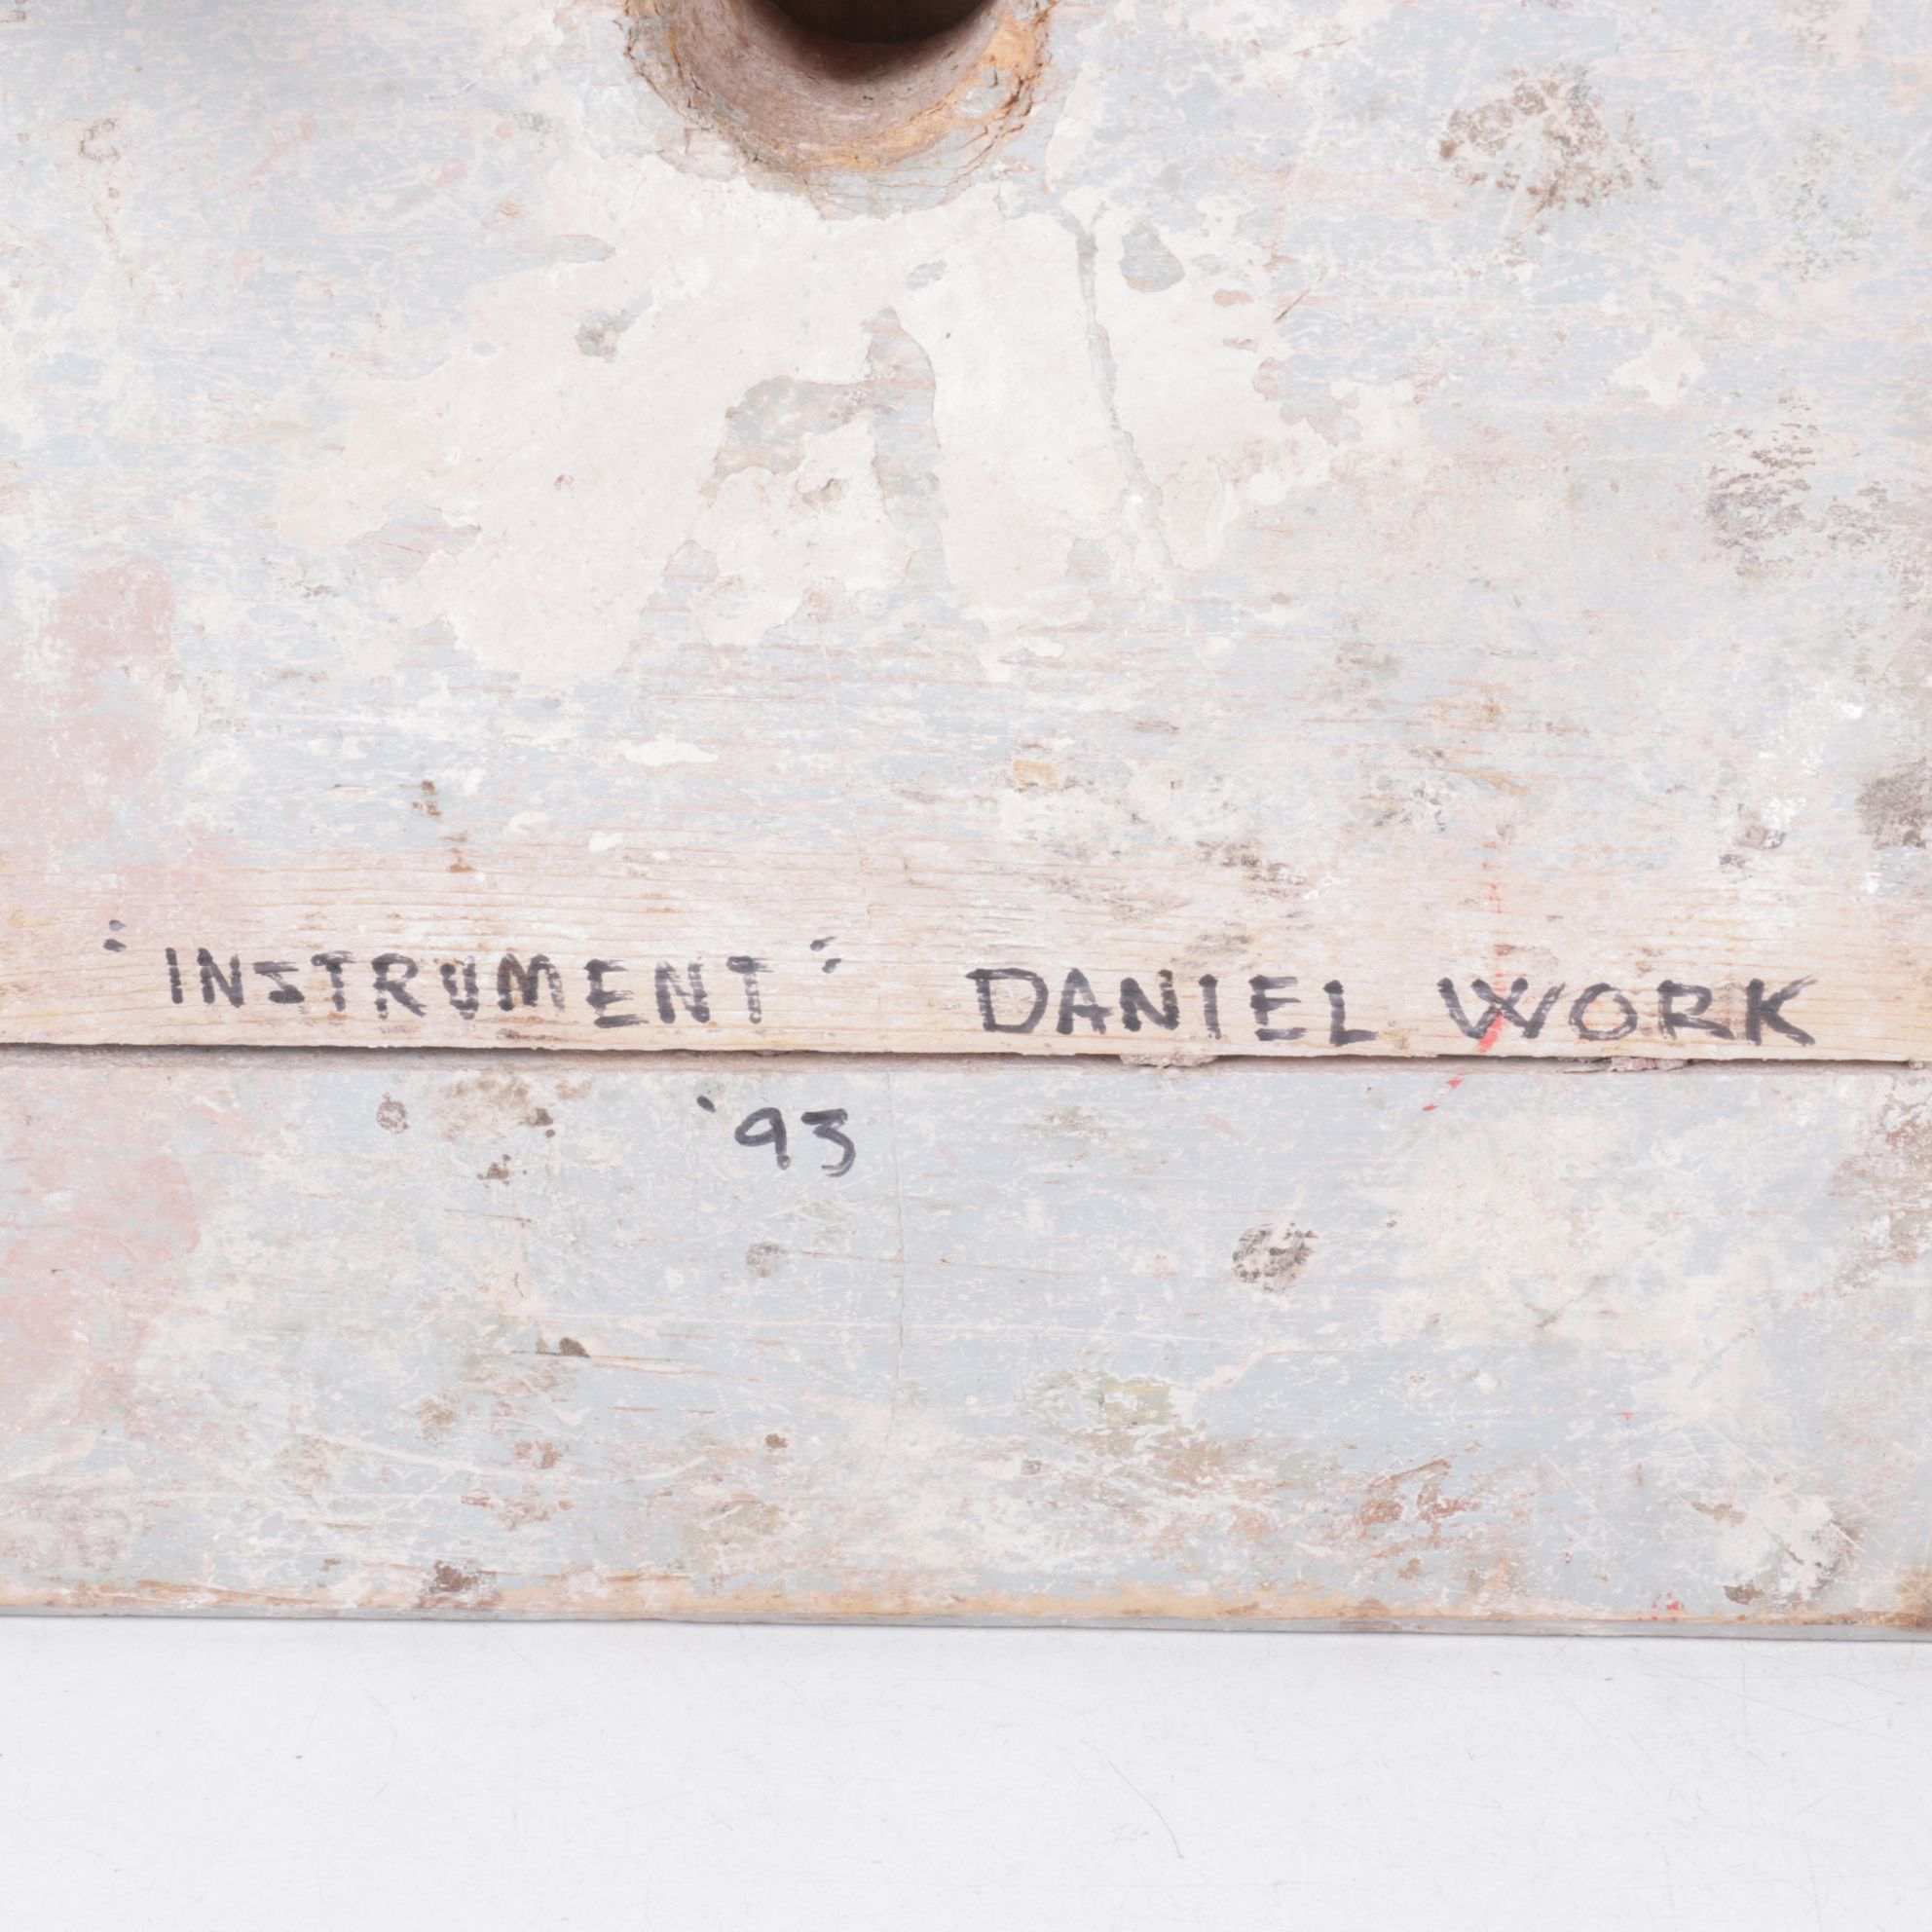 "INSTRUMENT" DANIEL WORK
'93